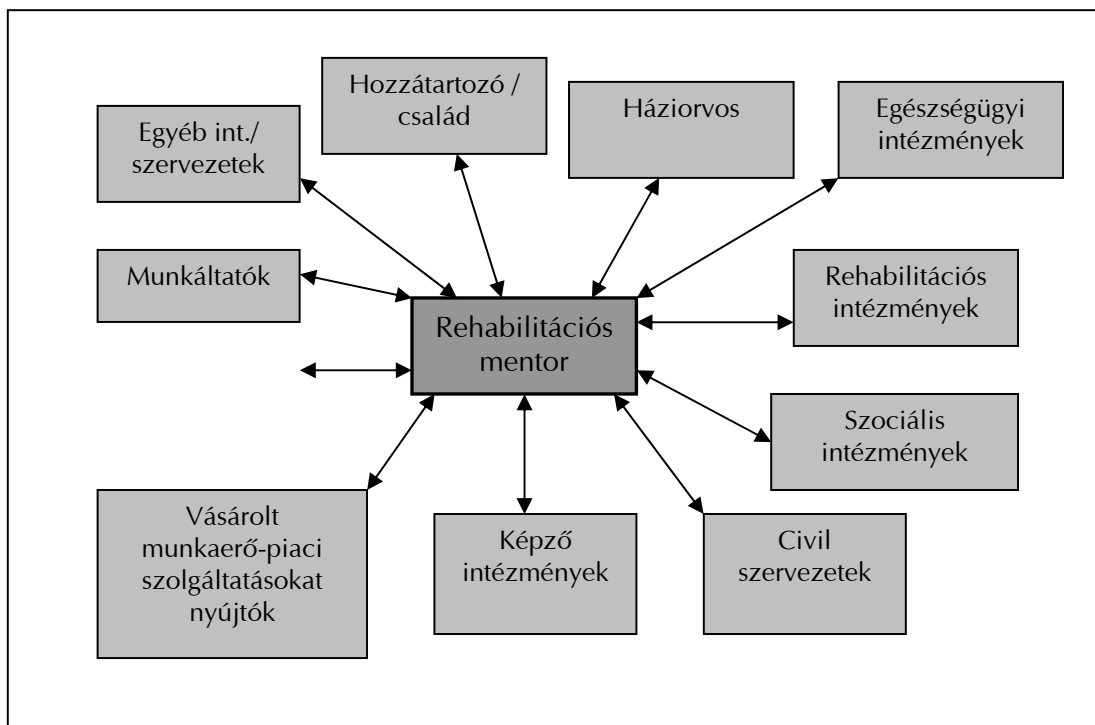 Hozzátartozó /
család
Háziorvos
Egészségügyi
intézmények
Egyéb int./
szervezetek
Munkáltatók
Rehabilitációs
intézmények
Rehabilitációs
mentor
Szociális
intézmények
Vásárolt
munkaerő-piaci
szolgáltatásokat
nyújtók
Képző
intézmények
Civil
szervezetek